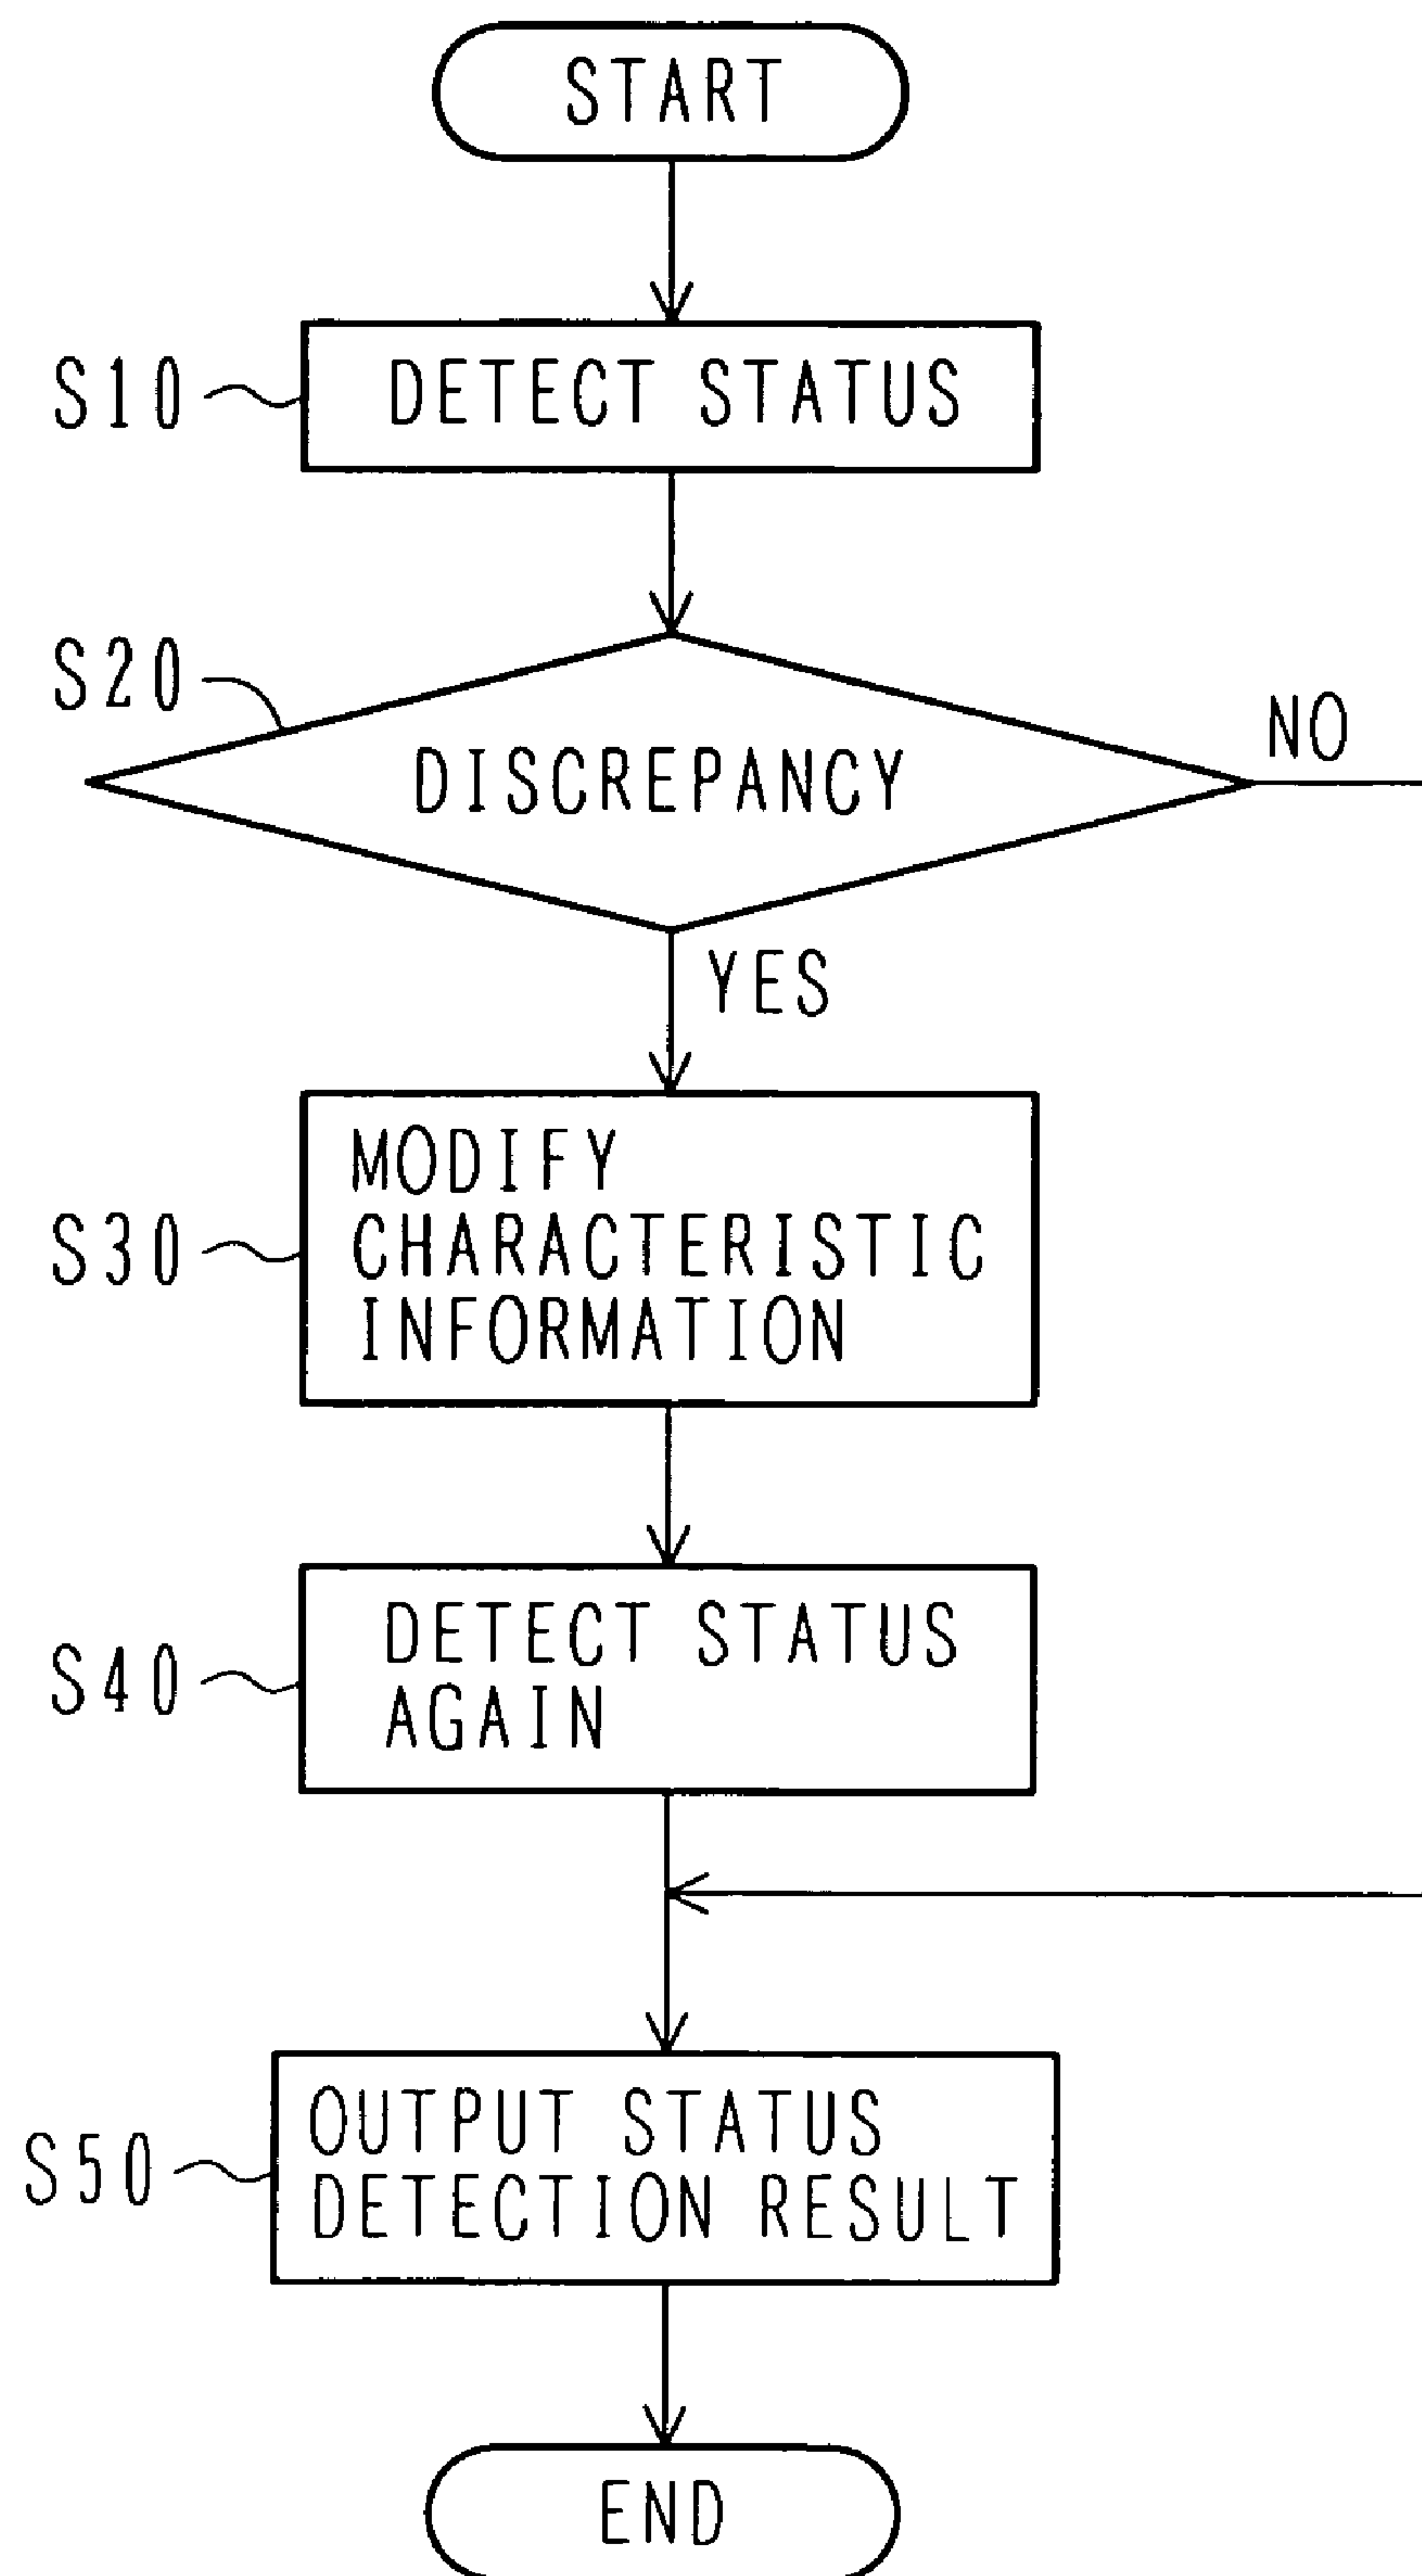 START
S10
DETECT STATUS
S20
DISCREPANCY
NO
YES
S30
MODIFY
CHARACTERISTIC
INFORMATION
S40
DETECT STATUS
AGAIN
S50
OUTPUT STATUS
DETECTION RESULT
END